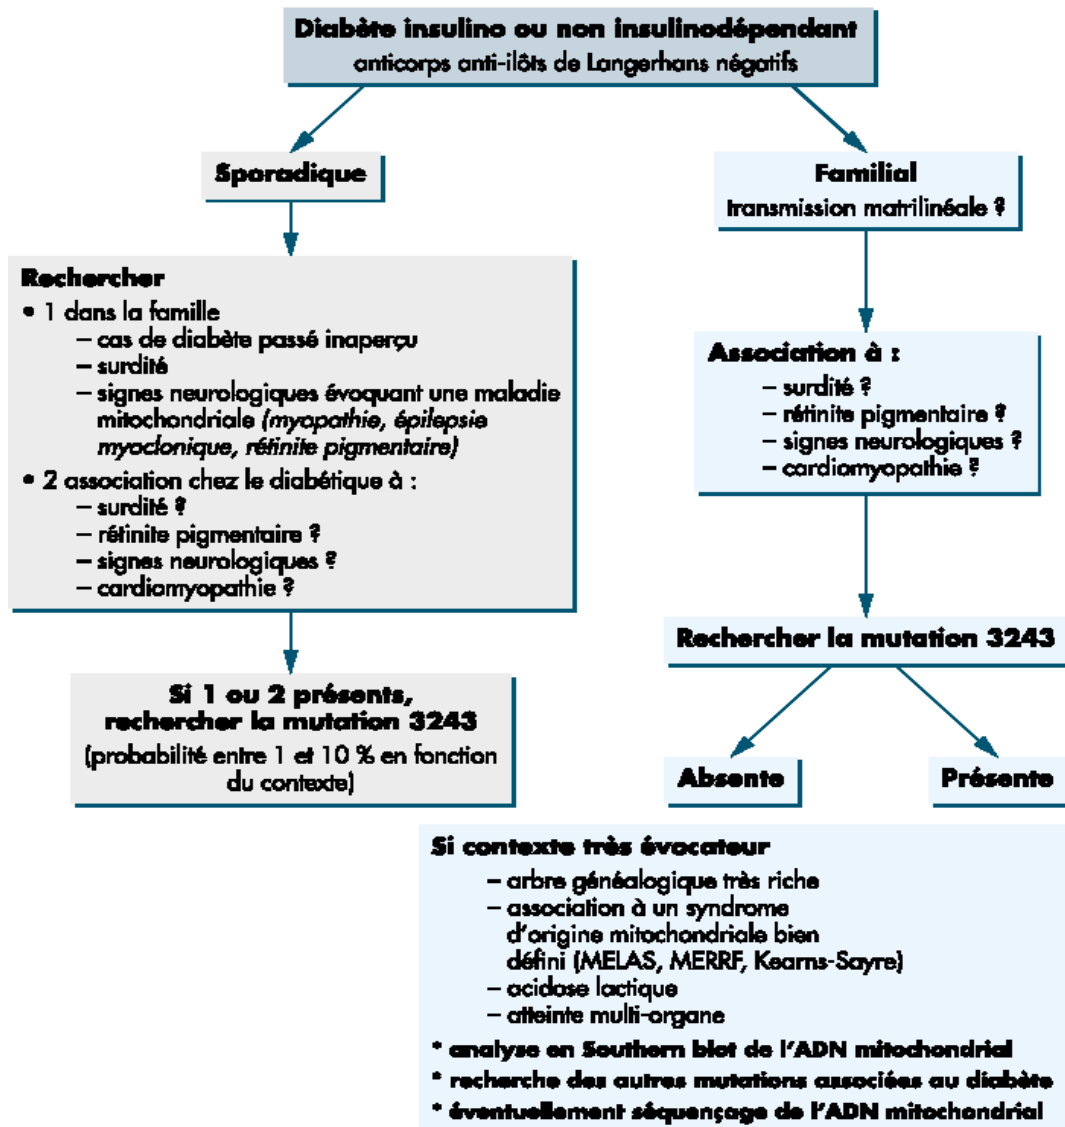 Diabète insulino ou non insulinodépendant
anticorps anti-ilôts de Langerhans négatifs
Sporadique
Rechercher
• 1 dans la famille
– cas de diabète passé inaperçu
– surdité
– signes neurologiques évoquant une maladie
mitochondriale (myopathie, épilepsie
myoclonique, rétinite pigmentaire)
• 2 association chez le diabétique à :
– surdité ?
– rétinite pigmentaire ?
– signes neurologiques ?
– cardiomyopathie ?
Si 1 ou 2 présents,
rechercher la mutation 3243
(probabilité entre 1 et 10 % en fonction
du contexte)
Familial
transmission matrilinéale ?
Association à :
– surdité ?
– rétinite pigmentaire ?
– signes neurologiques ?
– cardiomyopathie ?
Rechercher la mutation 3243
Absente
Présente
Si contexte très évocateur
– arbre généalogique très riche
– association à un syndrome
d'origine mitochondriale bien
défini (MELAS, MERRF, Kearns-Sayre)
– acidose lactique
– atteinte multi-organe
* analyse en Southern blot de l'ADN mitochondrial
* recherche des autres mutations associées au diabète
* éventuellement séquençage de l'ADN mitochondrial